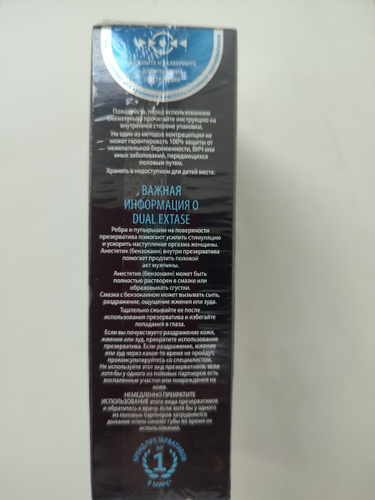 Пожалуйста, перед использованием
внимательно прочитайте инструкцию на
внутренней стороне упаковки.
Ни один из методов контрацепции не
может гарантировать 100% защиты от
нежелательной беременности, ВИЧ или
иных заболеваний, передающихся
половым путем.
Хранить в недоступном для детей месте.
ВАЖНАЯ
ИНФОРМАЦИЯ О
DUAL EXTASE
Ребра и пупырышки на поверхности
презерватива помогают усилить стимуляцию
и ускорить наступление оргазма женщины.
Анестетик (бензокаин) внутри презерватива
помогает продлить половой
акт мужчины.
Анестетик (бензокаин) может быть
полностью растворен в смазке или
образовывать сгустки.
Смазка с бензокаином может вызывать сыпь,
раздражение, ощущение жжения или зуда.
Тщательно смывайте ее после
использования презерватива и избегайте
попадания в глаза.
Если вы почувствуете раздражение кожи,
жжение или зуд, прекратите использование
презерватива. Если раздражение, жжение
или зуд через какое-то время не пройдут,
проконсультируйтесь со специалистом.
Не используйте этот вид презервативов, если
хотя бы у одного из половых партнеров есть
воспаленные участки или повреждения на
коже.
НЕМЕДЛЕННО ПРЕКРАТИТЕ
ИСПОЛЬЗОВАНИЕ этого вида презервативов
и обратитесь к врачу, если хотя бы у одного
из половых партнеров затрудняется
дыхание и/или синеют губы во время их
использования.
БРЕНД ПРЕЗЕРВАТИВОВ
№
1
В МИРЕ*